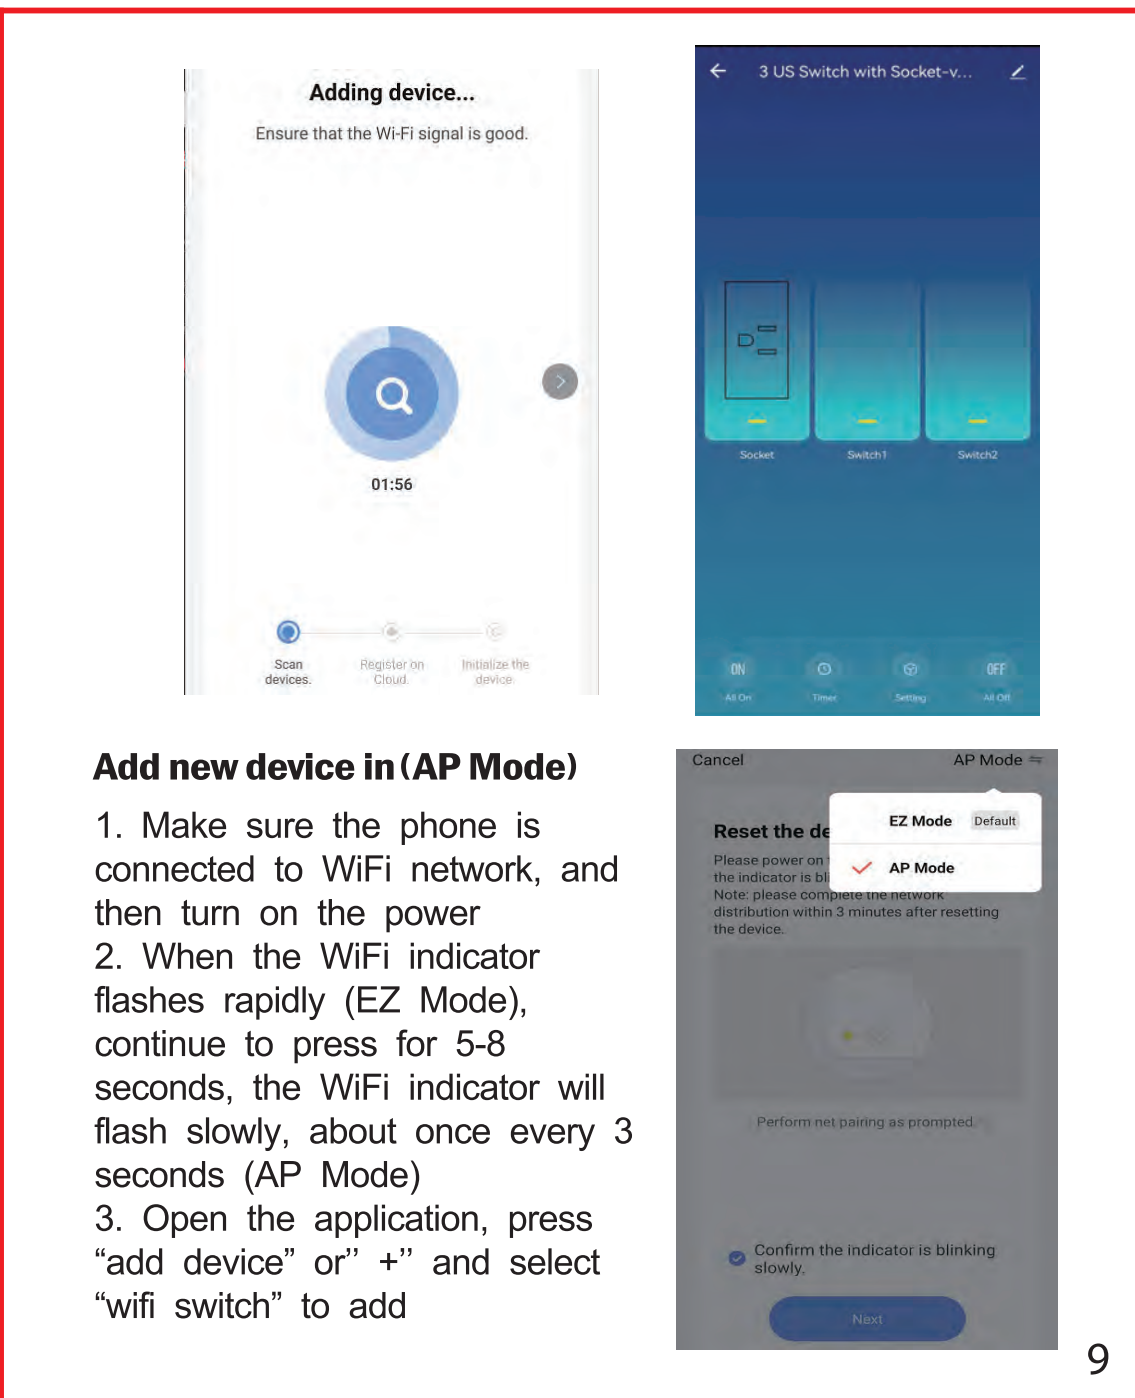 Adding device...
Ensure that the Wi-Fi signal is good.
01:56
Scan devices.
Register on Cloud.
Initialize the device
3 US Switch with Socket-v...
Socket
Switch1
Switch2
ON
OFF
All On
Timer
Setting
All Off
Add new device in (AP Mode)
1. Make sure the phone is
connected to WiFi network, and
then turn on the power
2. When the WiFi indicator
flashes rapidly (EZ Mode),
continue to press for 5-8
seconds, the WiFi indicator will
flash slowly, about once every 3
seconds (AP Mode)
3. Open the application, press
“add device” or’’ +’’ and select
“wifi switch” to add
Cancel
AP Mode
EZ Mode Default
AP Mode
Reset the de
Please power on
the indicator is bl
Note: please complete the network
distribution within 3 minutes after resetting
the device.
Perform net pairing as prompted.
Confirm the indicator is blinking
slowly.
Next
9